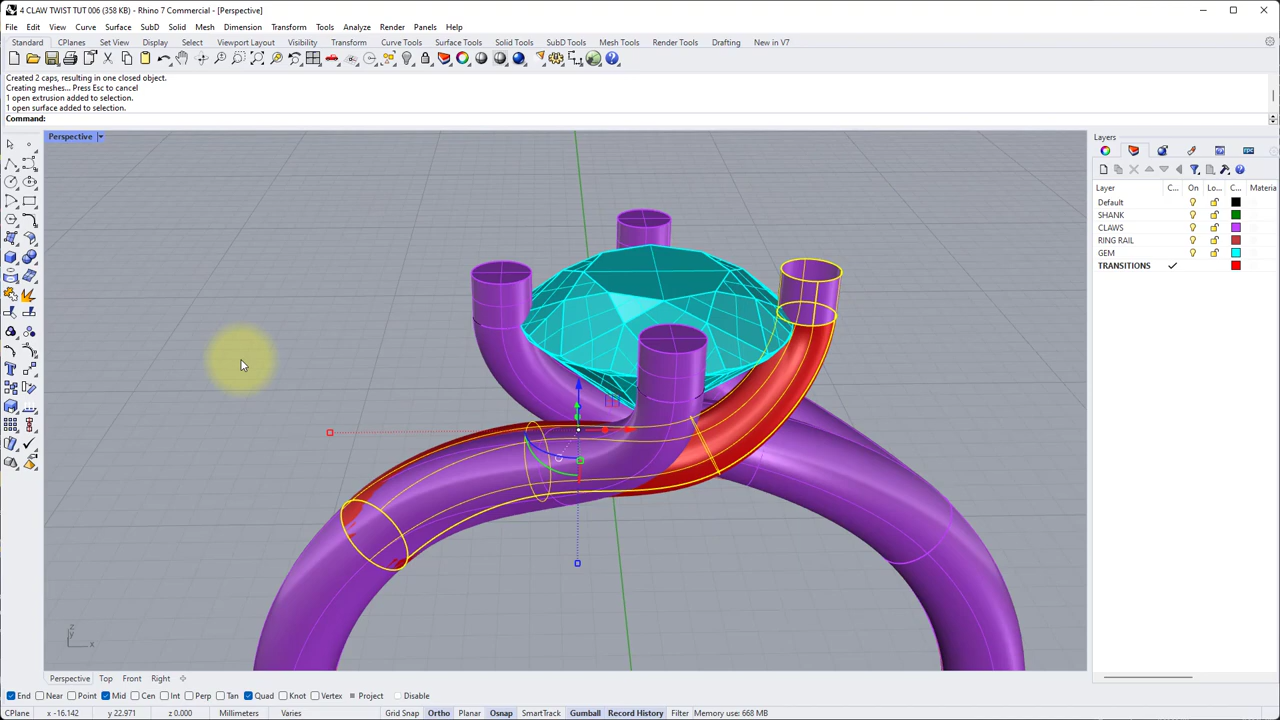 4 CLAW TWIST TUT 006 (358 KB) - Rhino 7 Commercial - [Perspective]
File Edit View Curve Surface SubD Solid Mesh Dimension Transform Tools Analyze Render Panels Help
Standard CPlanes Set View Display Select Viewport Layout Visibility Transform Curve Tools Surface Tools Solid Tools SubD Tools Mesh Tools Render Tools Drafting New in V7
Created 2 caps, resulting in one closed object.
Creating meshes... Press Esc to cancel
1 open extrusion added to selection.
1 open surface added to selection.
Command:
Perspective
Layers
Layer C... On Lo... C... Materia
Default
SHANK
CLAWS
RING RAIL
GEM
TRANSITIONS
z
y
x
Perspective Top Front Right
End Near Point Mid Cen Int Perp Tan Quad Knot Vertex Project Disable
CPlane x -16.142 y 22.971 z 0.000 Millimeters Varies Grid Snap Ortho Planar Osnap SmartTrack Gumball Record History Filter Memory use: 668 MB